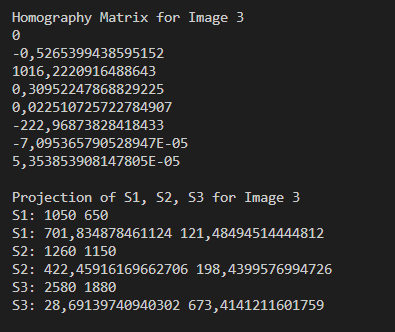 Homography Matrix for Image 3
0
-0,5265399438595152
1016,2220916488643
0,30952247868829225
0,022510725722784907
-222,96873828418433
-7,095365790528947E-05
5,353853908147805E-05
Projection of S1, S2, S3 for Image 3
S1: 1050 650
S1: 701,834878461124 121,48494514444812
S2: 1260 1150
S2: 422,45916169662706 198,4399576994726
S3: 2580 1880
S3: 28,69139740940302 673,4141211601759